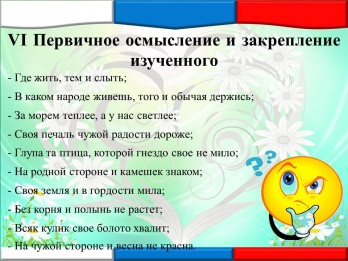 VI Первичное осмысление и закрепление
изученного
- Где жить, тем и слыть;
- В каком народе живешь, того и обычая держись;
- За морем теплее, а у нас светлее;
- Своя печаль чужой радости дороже;
- Глупа та птица, которой гнездо свое не мило;
- На родной стороне и камешек знаком;
- Своя земля и в гордости мила;
- Без корня и полынь не растет;
- Всяк кулик свое болото хвалит;
- На чужой стороне и весна не красна.